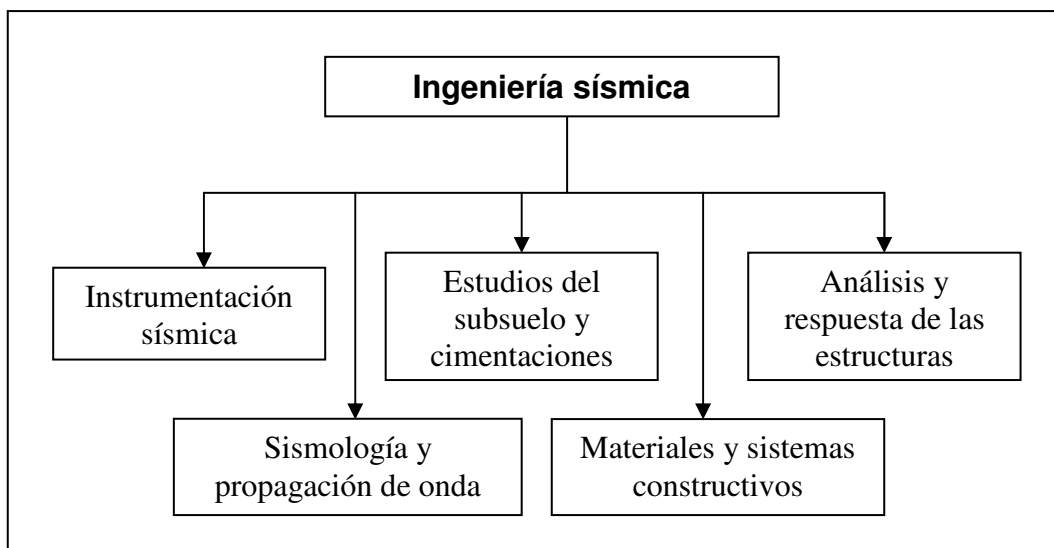 Ingeniería sísmica
Instrumentación
sísmica
Estudios del
subsuelo y
cimentaciones
Análisis y
respuesta de las
estructuras
Sismología y
propagación de onda
Materiales y sistemas
constructivos